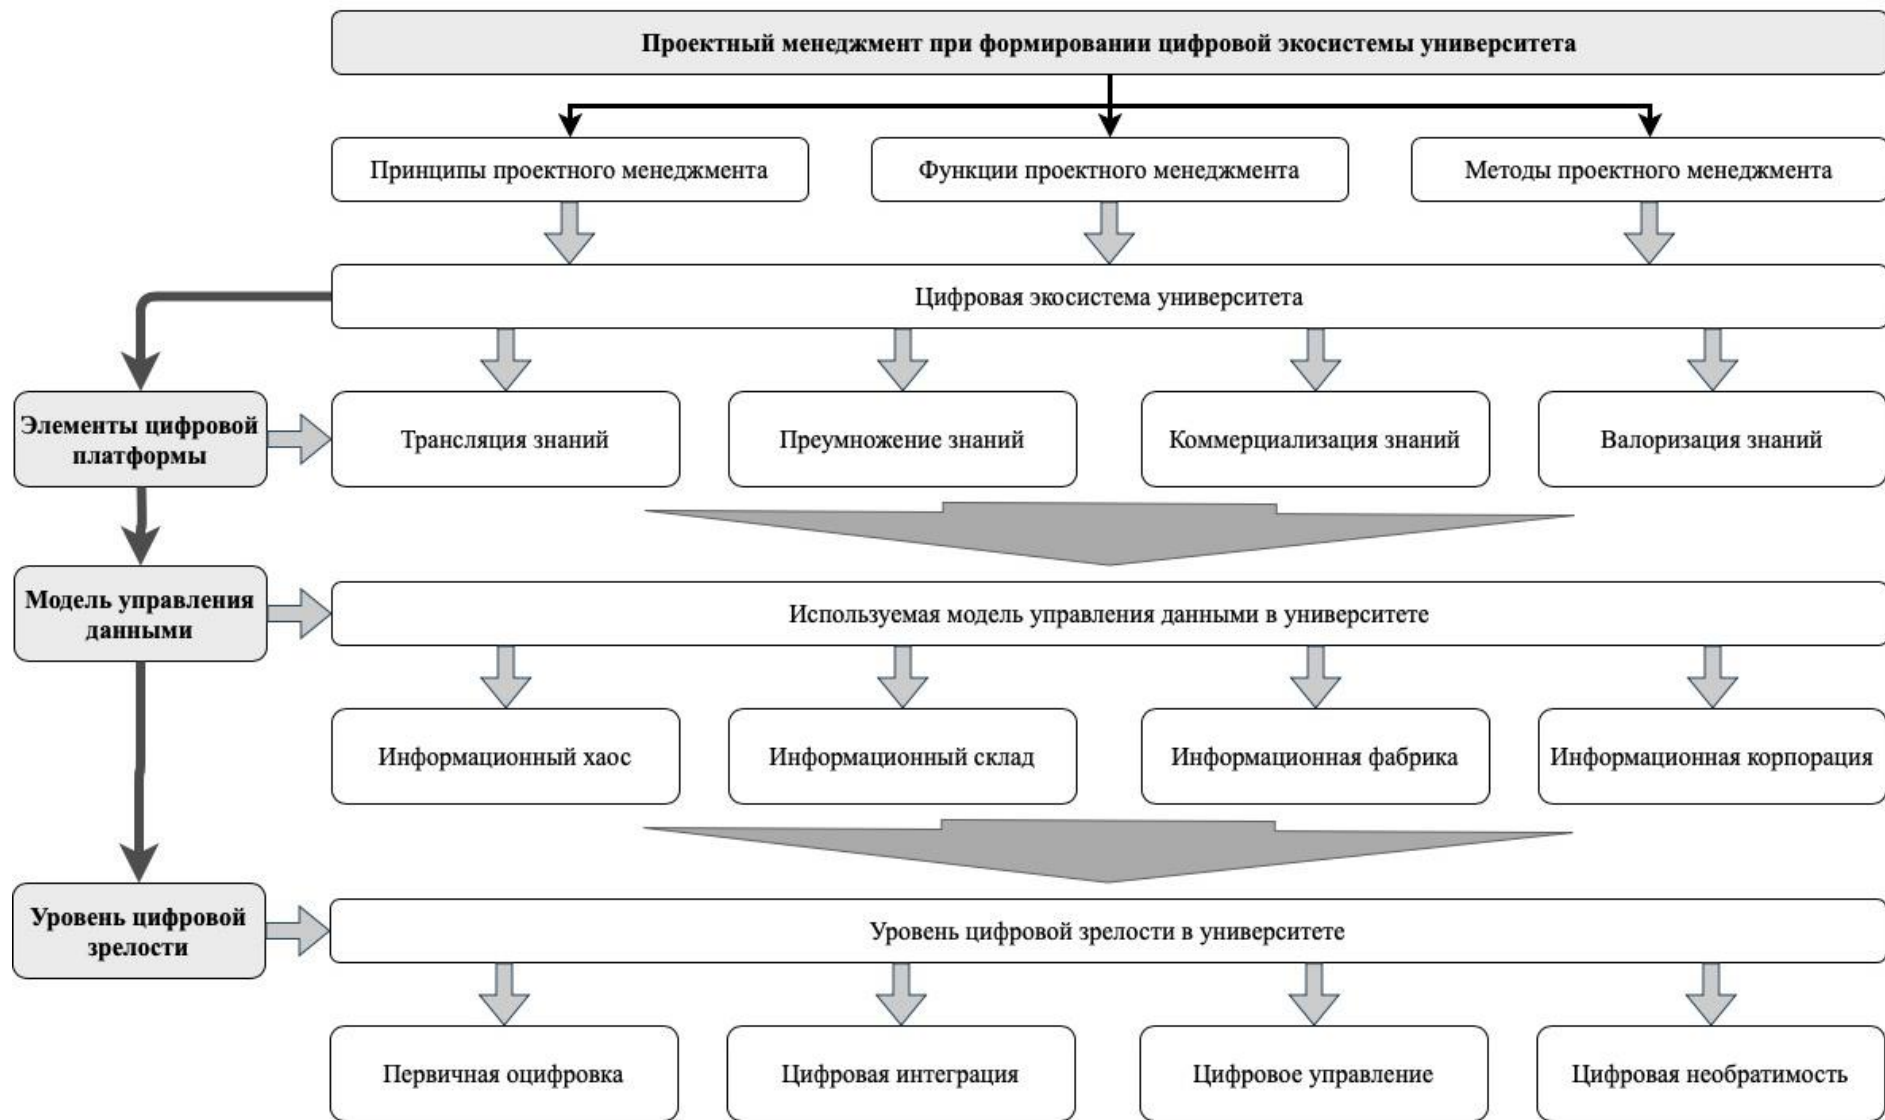 Проектный менеджмент при формировании цифровой экосистемы университета
Принципы проектного менеджмента
Функции проектного менеджмента
Методы проектного менеджмента
Цифровая экосистема университета
Элементы цифровой
платформы
Трансляция знаний
Преумножение знаний
Коммерциализация знаний
Валоризация знаний
Модель управления
данными
Используемая модель управления данными в университете
Информационный хаос
Информационный склад
Информационная фабрика
Информационная корпорация
Уровень цифровой
зрелости
Уровень цифровой зрелости в университете
Первичная оцифровка
Цифровая интеграция
Цифровое управление
Цифровая необратимость